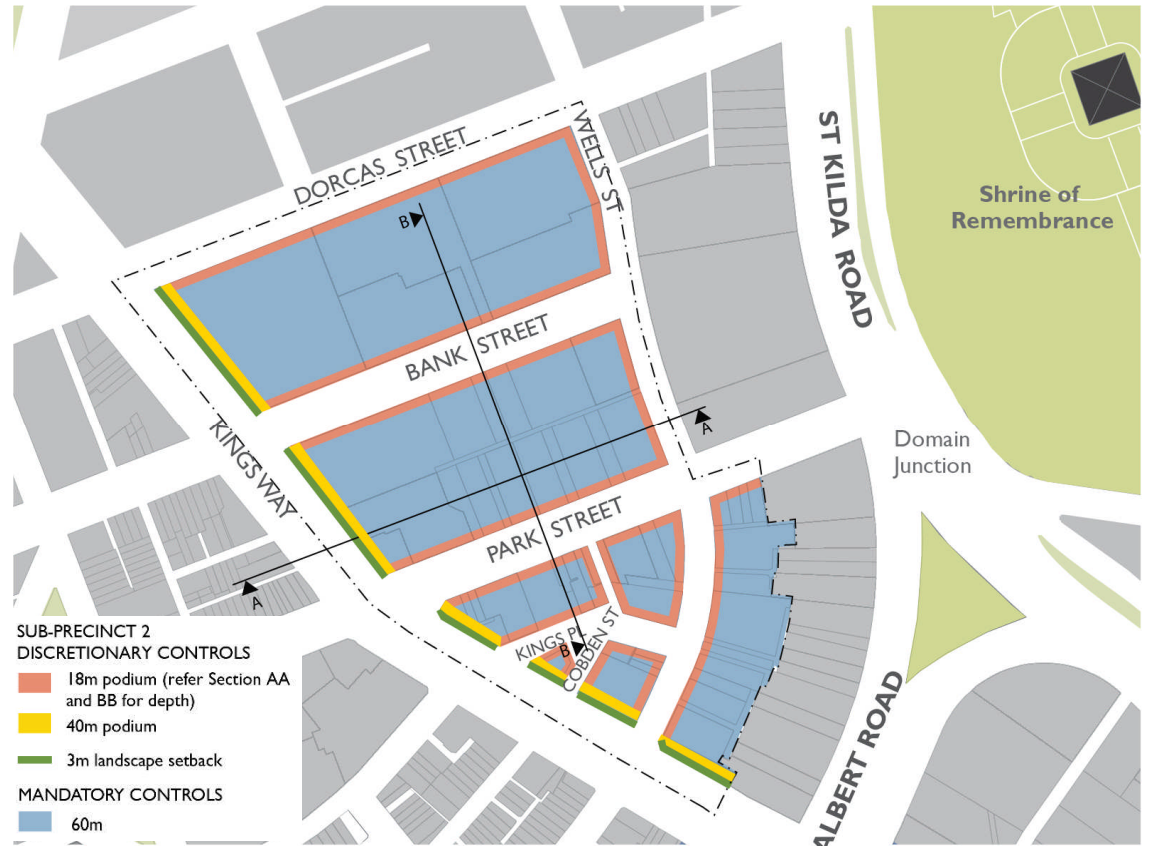 DORCAS STREET
WELLS ST
ST KILDA ROAD
Shrine of
Remembrance
B
BANK STREET
KINGSWAY
A
Domain
Junction
PARK STREET
A
KINGS PL
B
COBDEN ST
ALBERT ROAD
SUB-PRECINCT 2
DISCRETIONARY CONTROLS
18m podium (refer Section AA
and BB for depth)
40m podium
3m landscape setback
MANDATORY CONTROLS
60m